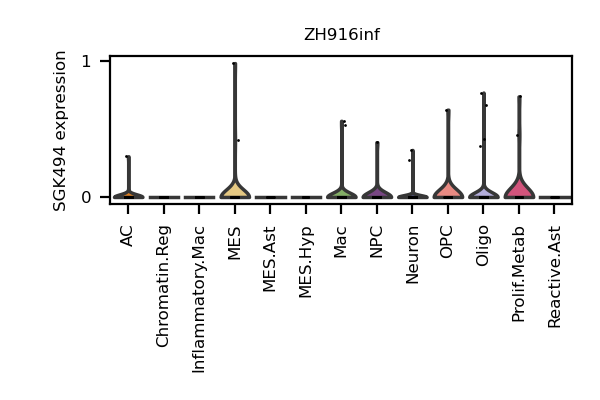 ZH916inf
SGK494 expression
1
0
AC
Chromatin.Reg
Inflammatory.Mac
MES
MES.Ast
MES.Hyp
Mac
NPC
Neuron
OPC
Oligo
Prolif.Metab
Reactive.Ast